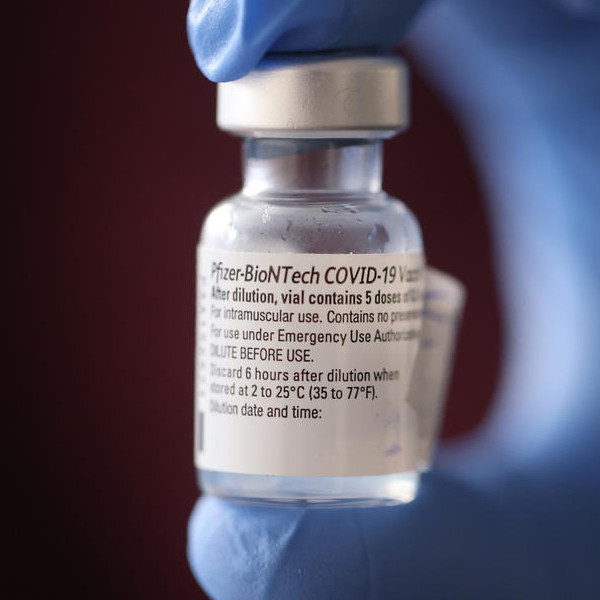 Pfizer-BioNTech COVID-19
After dilution, vial contains 5 doses
For intramuscular use. Contains no
For use under Emergency Use
DILUTE BEFORE USE.
Discard 6 hours after dilution when
stored at 2 to 25°C (35 to 77°F).
Dilution date and time: